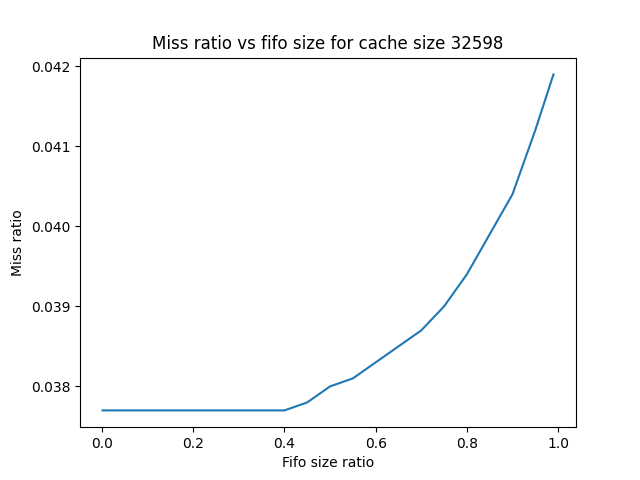 Miss ratio vs fifo size for cache size 32598
0.042
0.041
0.040
0.039
0.038
Miss ratio
0.0 0.2 0.4 0.6 0.8 1.0
Fifo size ratio